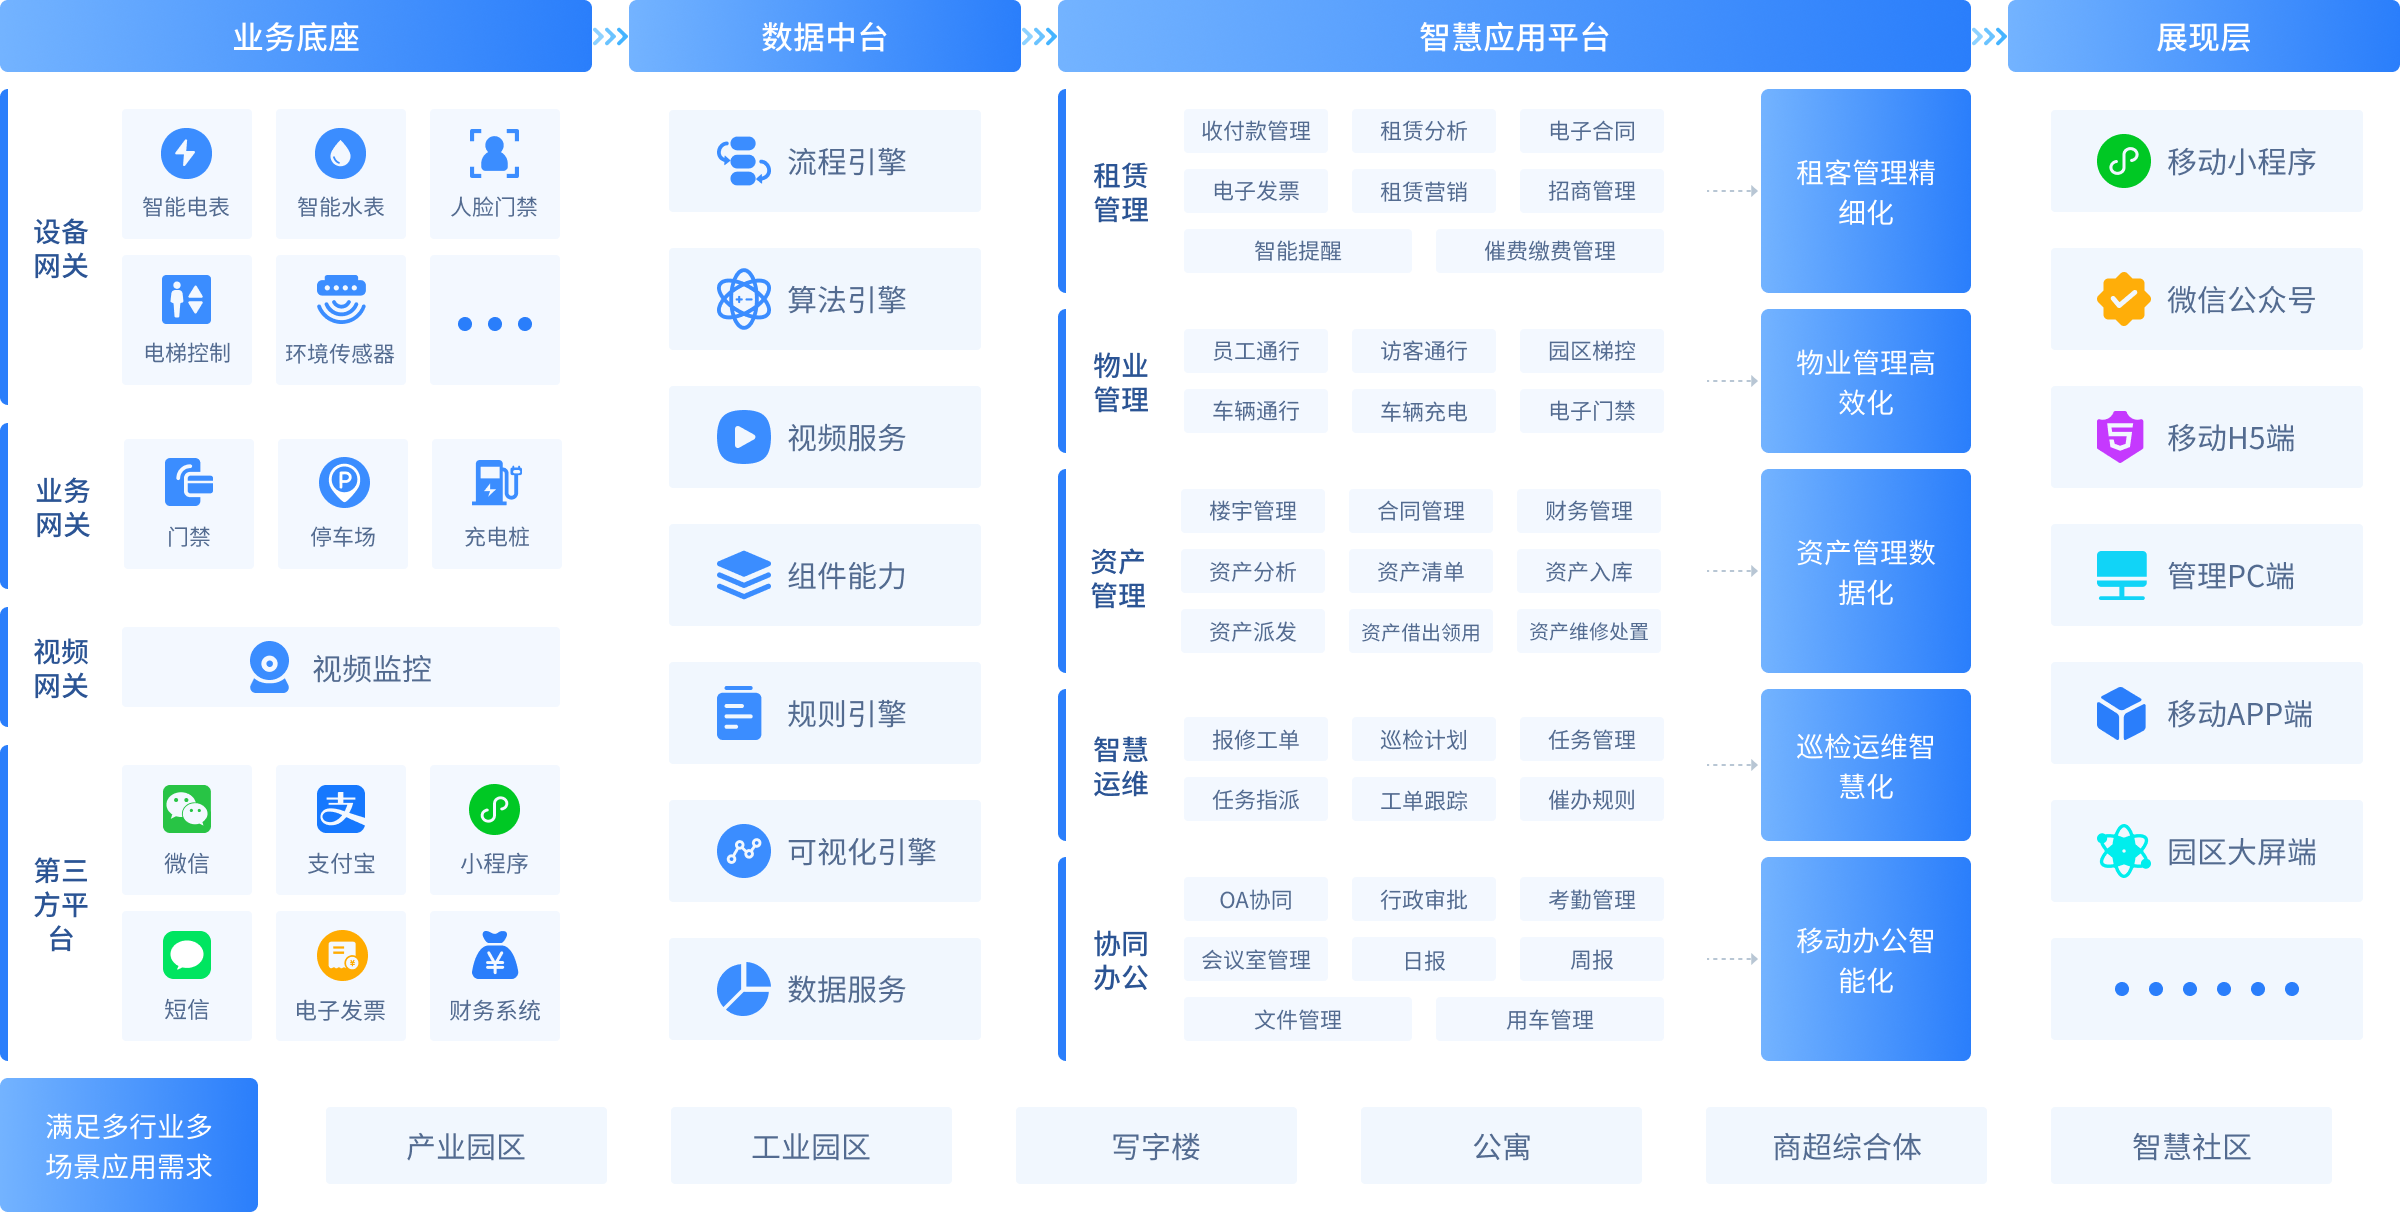 业务底座
数据中台
智慧应用平台
展现层
设备
网关
智能电表
智能水表
人脸门禁
电梯控制
环境传感器
业务
网关
门禁
停车场
充电桩
视频
网关
视频监控
第三
方平
台
微信
支付宝
小程序
短信
电子发票
财务系统
流程引擎
算法引擎
视频服务
组件能力
规则引擎
可视化引擎
数据服务
租赁
管理
收付款管理
租赁分析
电子合同
电子发票
租赁营销
招商管理
智能提醒
催费缴费管理
租客管理精
细化
物业
管理
员工通行
访客通行
园区梯控
车辆通行
车辆充电
电子门禁
物业管理高
效化
资产
管理
楼宇管理
合同管理
财务管理
资产分析
资产清单
资产入库
资产派发
资产借出领用
资产维修处置
资产管理数
据化
智慧
运维
报修工单
巡检计划
任务管理
任务指派
工单跟踪
催办规则
巡检运维智
慧化
协同
办公
OA协同
行政审批
考勤管理
会议室管理
日报
周报
文件管理
用车管理
移动办公智
能化
移动小程序
微信公众号
移动H5端
管理PC端
移动APP端
园区大屏端
满足多行业多
场景应用需求
产业园区
工业园区
写字楼
公寓
商超综合体
智慧社区